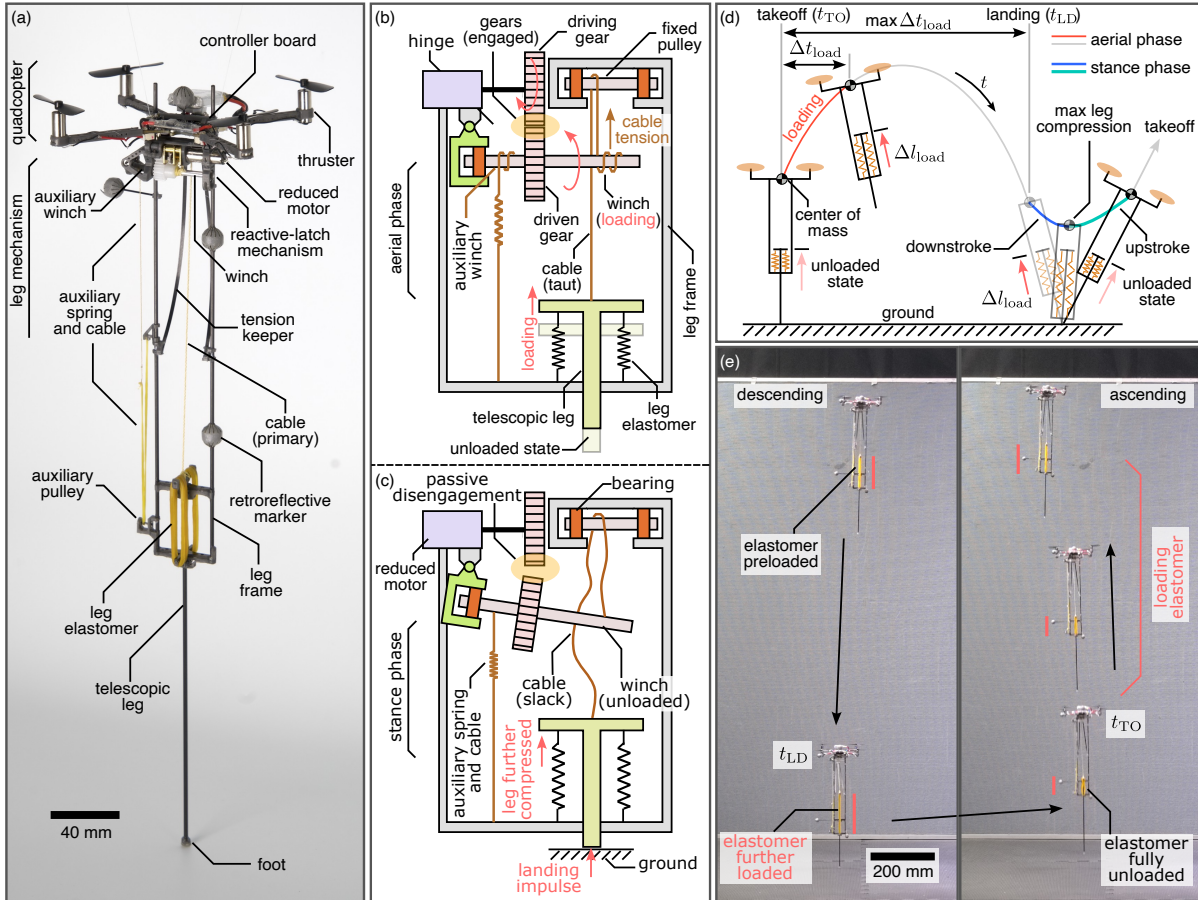 (a)
controller board
quadcopter
thruster
leg mechanism
auxiliary
winch
reduced
motor
reactive-latch
mechanism
winch
auxiliary
spring
and cable
tension
keeper
cable
(primary)
auxiliary
pulley
retroreflective
marker
leg
elastomer
leg
frame
telescopic
leg
40 mm
foot
(b)
gears
(engaged)
driving
gear
fixed
pulley
hinge
cable
tension
aerial phase
auxiliary
winch
driven
gear
winch
(loading)
cable
(taut)
leg frame
loading
telescopic leg
leg
elastomer
unloaded state
(c)
passive
disengagement
bearing
reduced
motor
stance phase
auxiliary spring
and cable
cable
(slack)
winch
(unloaded)
leg further
compressed
ground
landing
impulse
(d)
takeoff (tTO)
max Δtload
landing (tLD)
Δtload
aerial phase
stance phase
t
loading
max leg
compression
takeoff
Δlload
center of
mass
downstroke
upstroke
unloaded
state
Δlload
unloaded
state
ground
(e)
descending
ascending
elastomer
preloaded
loading
elastomer
tLD
tTO
elastomer
further
loaded
200 mm
elastomer
fully
unloaded